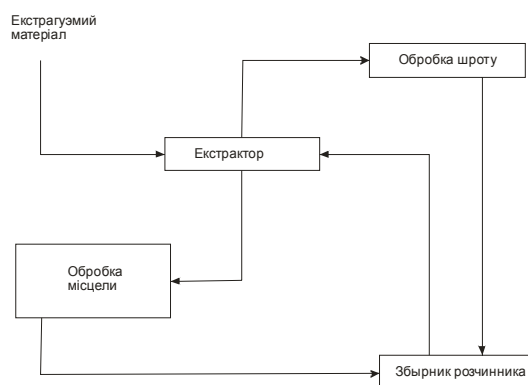 Екстрагуэмий
матеріал
Обробка шроту
Екстрактор
Обробка
місцели
Збырник розчинника